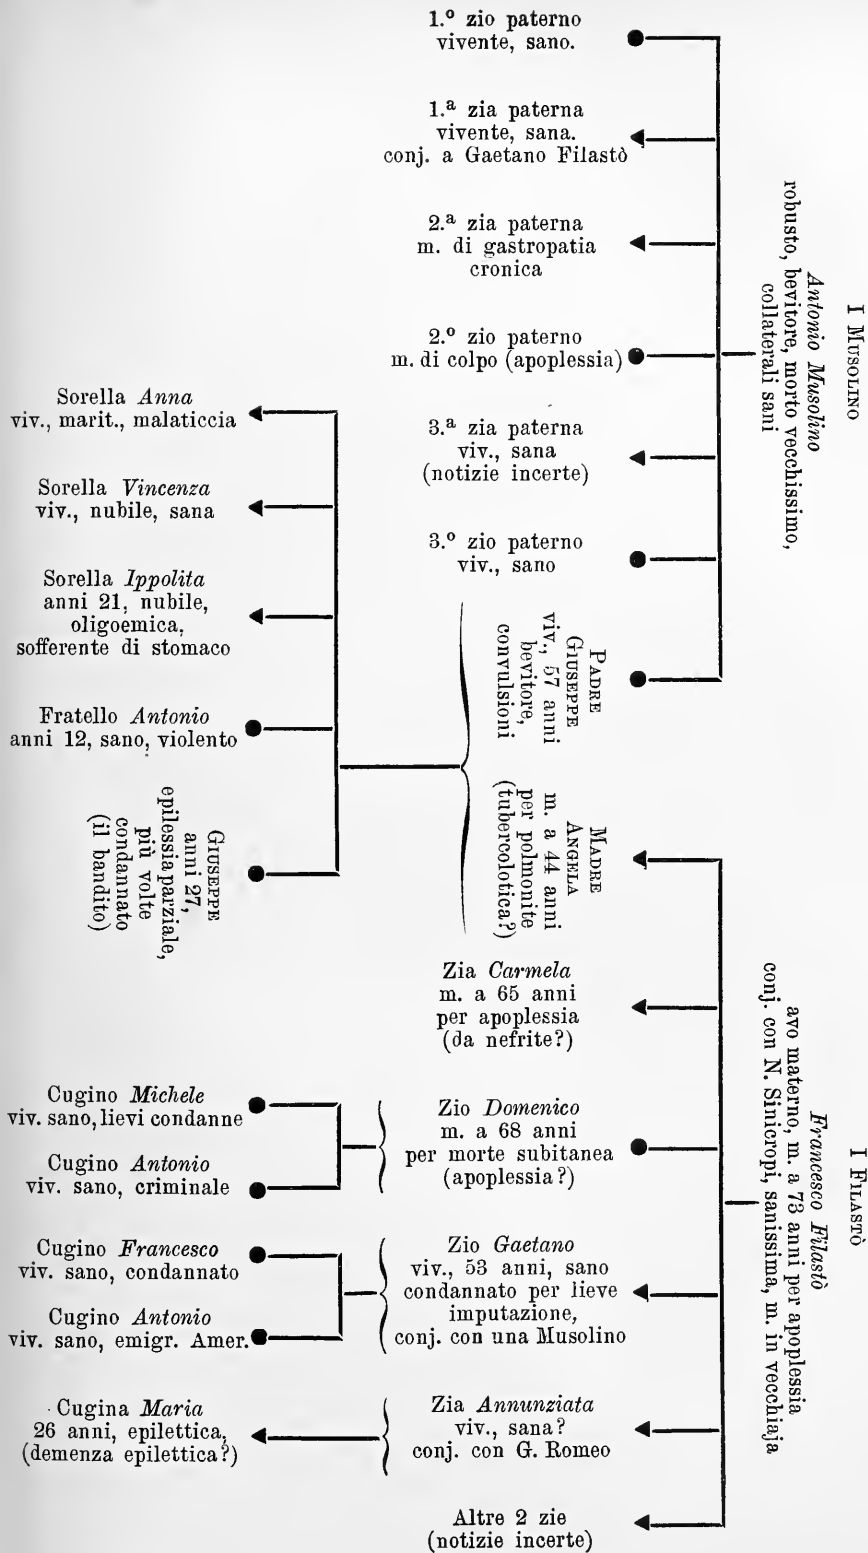 I MUSOLINO
Antonio Musolino
robusto, bevitore, morto vecchissimo,
collaterali sani
1.º zio paterno
vivente, sano.
1.ª zia paterna
vivente, sana.
conj. a Gaetano Filastò
2.ª zia paterna
m. di gastropatia
cronica
2.º zio paterno
m. di colpo (apoplessia)
3.ª zia paterna
viv., sana
(notizie incerte)
3.º zio paterno
viv., sano
PADRE
GIUSEPPE
viv., 57 anni
bevitore,
convulsioni
MADRE
ANGELA
m. a 44 anni
per polmonite
(tubercolotica?)
Sorella Anna
viv., marit., malaticcia
Sorella Vincenza
viv., nubile, sana
Sorella Ippolita
anni 21, nubile,
oligoemica,
sofferente di stomaco
Fratello Antonio
anni 12, sano, violento
GIUSEPPE
anni 27,
epilessia parziale,
più volte
condannato
(il bandito)
I FILASTÒ
Francesco Filastò
avo materno, m. a 73 anni per apoplessia
conj. con N. Sinicropi, sanissima, m. in vecchiaja
Zia Carmela
m. a 65 anni
per apoplessia
(da nefrite?)
Zio Domenico
m. a 68 anni
per morte subitanea
(apoplessia?)
Cugino Michele
viv. sano, lievi condanne
Cugino Antonio
viv. sano, criminale
Zio Gaetano
viv., 53 anni, sano
condannato per lieve
imputazione,
conj. con una Musolino
Cugino Francesco
viv. sano, condannato
Cugino Antonio
viv. sano, emigr. Amer.
Zia Annunziata
viv., sana?
conj. con G. Romeo
Cugina Maria
26 anni, epilettica,
(demenza epilettica?)
Altre 2 zie
(notizie incerte)